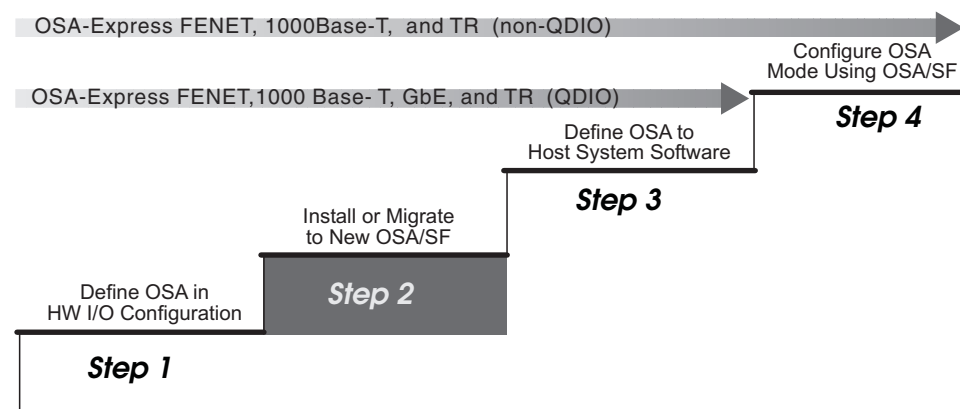 OSA-Express FENET, 1000Base-T, and TR (non-QDIO)
Configure OSA
Mode Using OSA/SF
Step 4
OSA-Express FENET,1000 Base- T, GbE, and TR (QDIO)
Define OSA to
Host System Software
Step 3
Install or Migrate
to New OSA/SF
Step 2
Define OSA in
HW I/O Configuration
Step 1